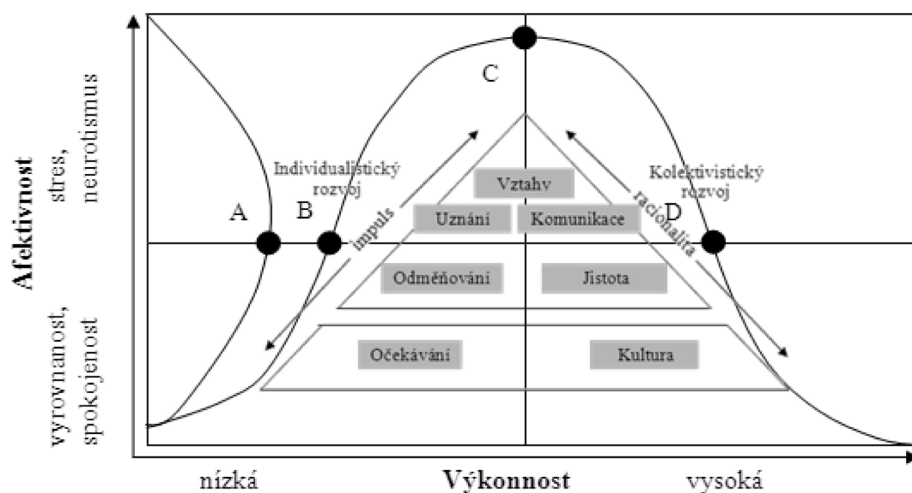 Afektivnost
stres,
neurotismus
vyrovnanost,
spokojenost
A
B
C
D
Individualistický
rozvoj
Kolektivistický
rozvoj
impuls
racionalita
Vztahv
Uznání
Komunikace
Odměňování
Jistota
Očekávání
Kultura
nízká
Výkonnost
vysoká